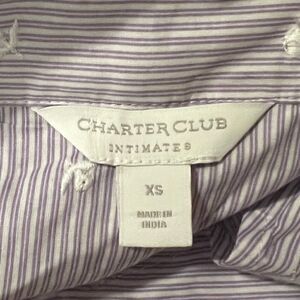 CHARTER CLUB
INTIMATES
XS
MADE IN
INDIA